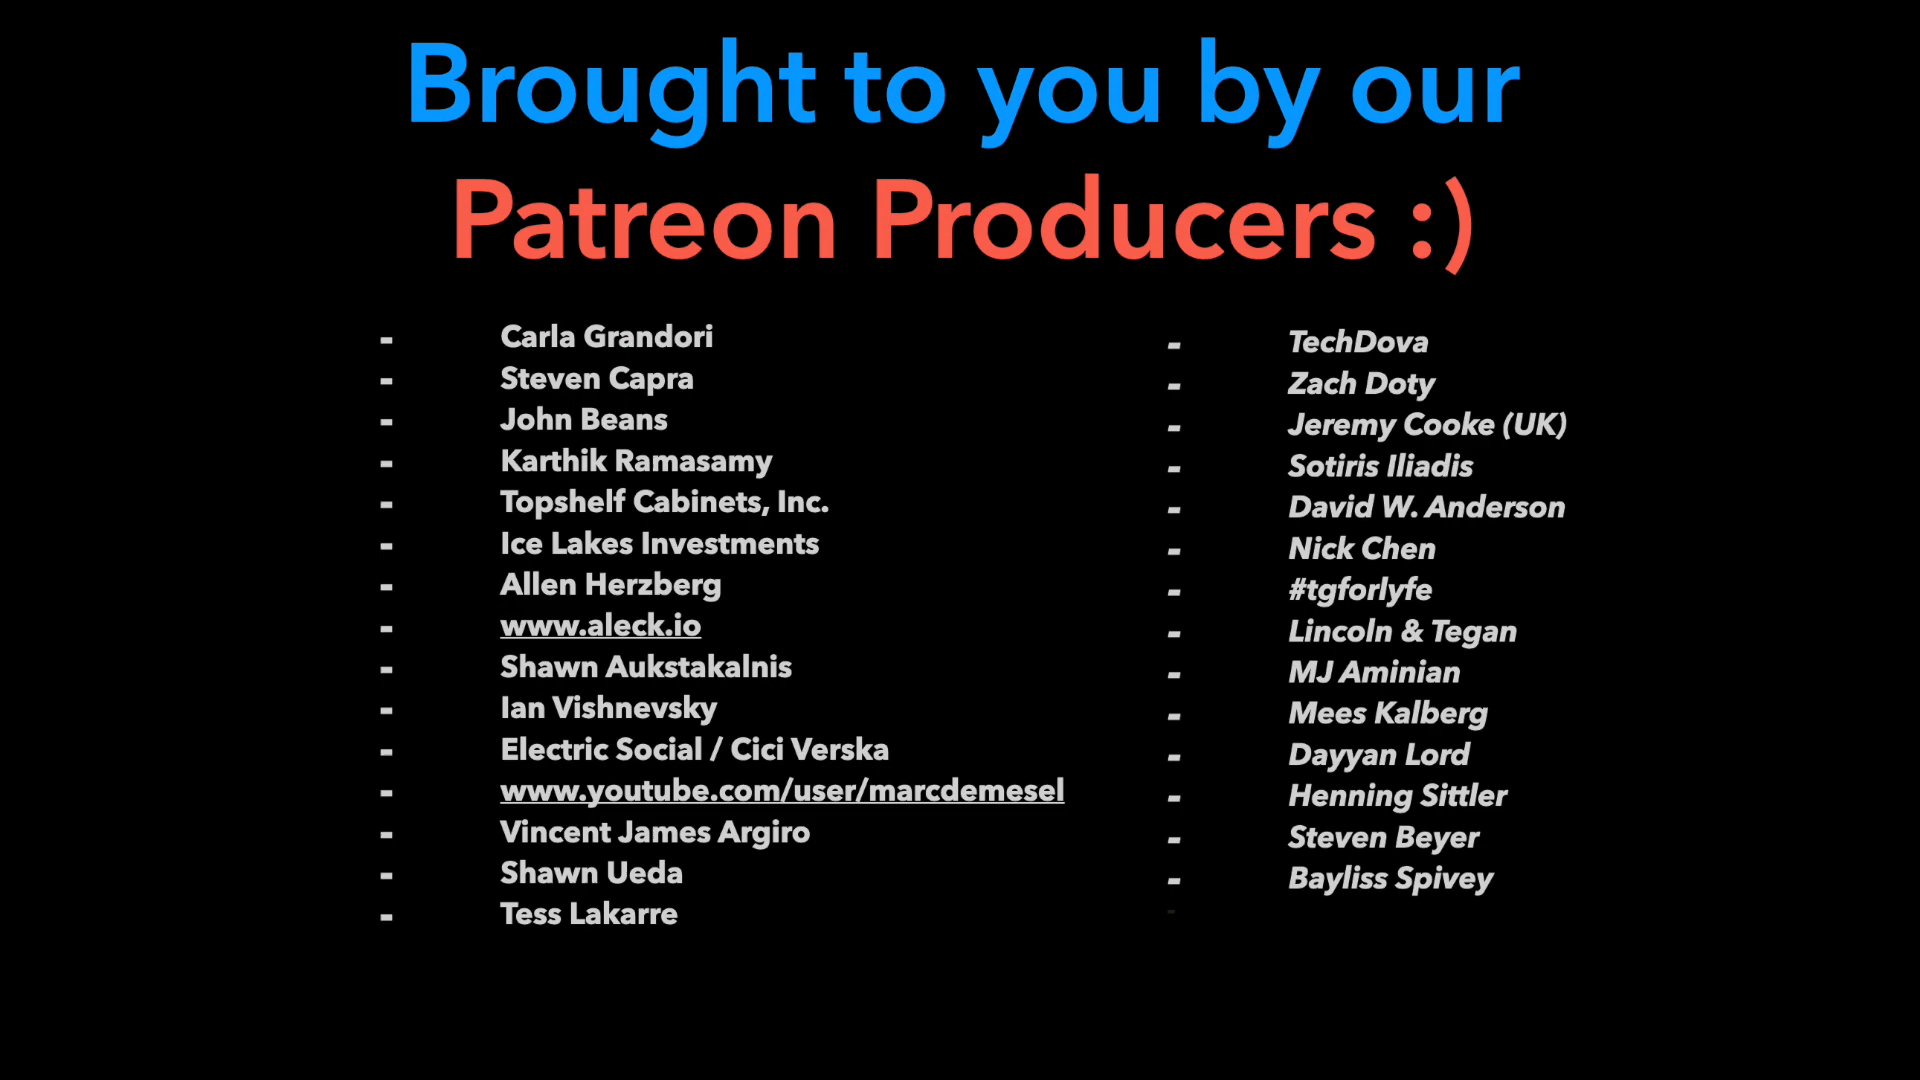 Brought to you by our
Patreon Producers :)
- Carla Grandori
- Steven Capra
- John Beans
- Karthik Ramasamy
- Topshelf Cabinets, Inc.
- Ice Lakes Investments
- Allen Herzberg
- www.aleck.io
- Shawn Aukstakalnis
- Ian Vishnevsky
- Electric Social / Cici Verska
- www.youtube.com/user/marcdemesel
- Vincent James Argiro
- Shawn Ueda
- Tess Lakarre
- TechDova
- Zach Doty
- Jeremy Cooke (UK)
- Sotiris Iliadis
- David W. Anderson
- Nick Chen
- #tgforlyfe
- Lincoln & Tegan
- MJ Aminian
- Mees Kalberg
- Dayyan Lord
- Henning Sittler
- Steven Beyer
- Bayliss Spivey
-